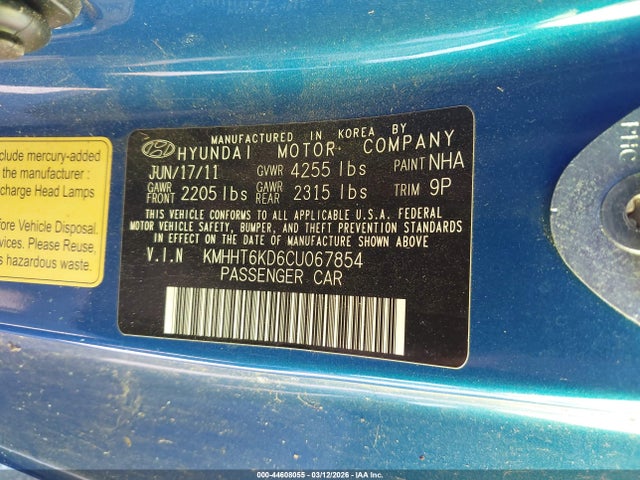 clude mercury-added
the manufacturer :
charge Head Lamps
fore Vehicle Disposal.
vices. Please Reuse,
s hazardous waste.
MANUFACTURED IN KOREA BY
HYUNDAI MOTOR COMPANY
JUN/17/11 GVWR 4255 lbs PAINT NHA
GAWR FRONT 2205 lbs GAWR REAR 2315 lbs TRIM 9P
THIS VEHICLE CONFORMS TO ALL APPLICABLE U.S.A. FEDERAL
MOTOR VEHICLE SAFETY, BUMPER, AND THEFT PREVENTION STANDARDS
IN EFFECT ON THE DATE OF MANUFACTURE SHOWN ABOVE
V.I.N KMHHT6KD6CU067854
PASSENGER CAR
000-44608055 - 03/12/2026 - IAA Inc.